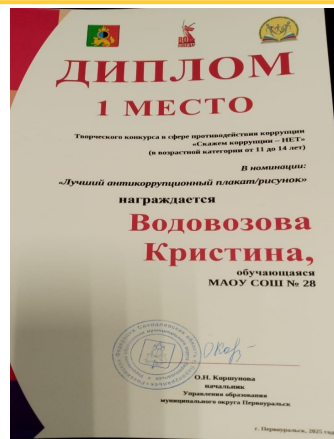 ДИПЛОМ
1 МЕСТО
Творческого конкурса в сфере противодействия коррупции
«Скажем коррупции – НЕТ»
(в возрастной категории от 11 до 14 лет)
В номинации:
«Лучший антикоррупционный плакат/рисунок»
награждается
Водовозова
Кристина,
обучающаяся
МАОУ СОШ № 28
О.Н. Коршунова
начальник
Управления образования
муниципального округа Первоуральск
г. Первоуральск, 2025 год